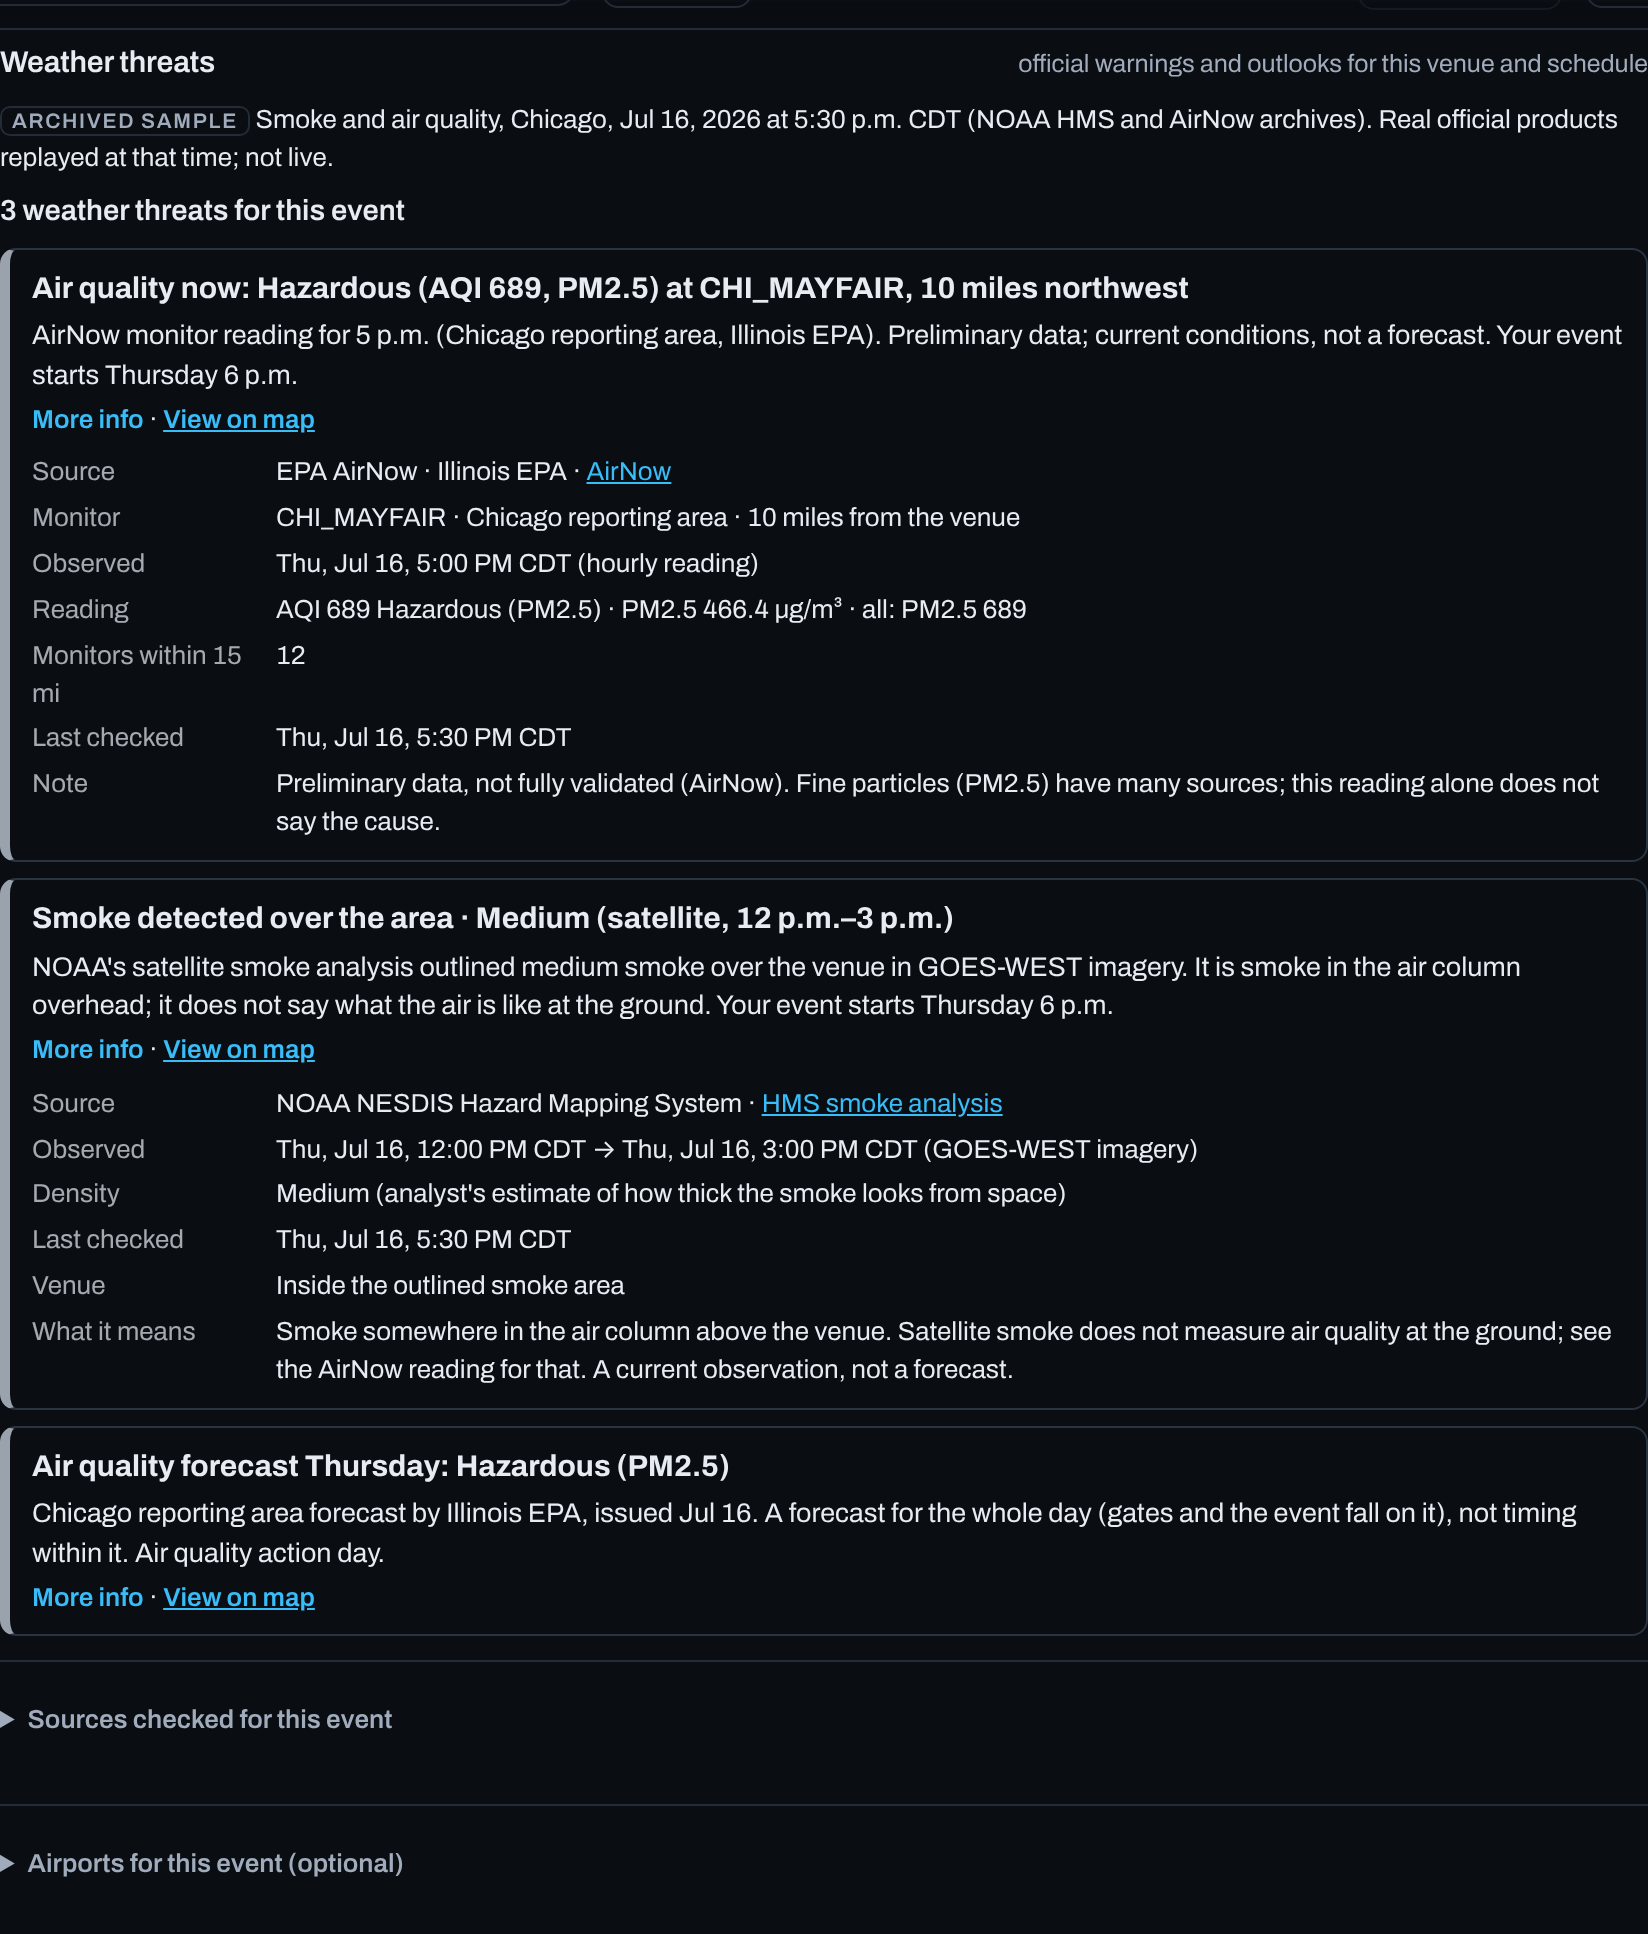 Weather threats
official warnings and outlooks for this venue and schedule
ARCHIVED SAMPLE Smoke and air quality, Chicago, Jul 16, 2026 at 5:30 p.m. CDT (NOAA HMS and AirNow archives). Real official products
replayed at that time; not live.
3 weather threats for this event
Air quality now: Hazardous (AQI 689, PM2.5) at CHI_MAYFAIR, 10 miles northwest
AirNow monitor reading for 5 p.m. (Chicago reporting area, Illinois EPA). Preliminary data; current conditions, not a forecast. Your event
starts Thursday 6 p.m.
More info · View on map
Source EPA AirNow · Illinois EPA · AirNow
Monitor CHI_MAYFAIR · Chicago reporting area · 10 miles from the venue
Observed Thu, Jul 16, 5:00 PM CDT (hourly reading)
Reading AQI 689 Hazardous (PM2.5) · PM2.5 466.4 µg/m³ · all: PM2.5 689
Monitors within 15 12
mi
Last checked Thu, Jul 16, 5:30 PM CDT
Note Preliminary data, not fully validated (AirNow). Fine particles (PM2.5) have many sources; this reading alone does not
say the cause.
Smoke detected over the area · Medium (satellite, 12 p.m.–3 p.m.)
NOAA's satellite smoke analysis outlined medium smoke over the venue in GOES-WEST imagery. It is smoke in the air column
overhead; it does not say what the air is like at the ground. Your event starts Thursday 6 p.m.
More info · View on map
Source NOAA NESDIS Hazard Mapping System · HMS smoke analysis
Observed Thu, Jul 16, 12:00 PM CDT → Thu, Jul 16, 3:00 PM CDT (GOES-WEST imagery)
Density Medium (analyst's estimate of how thick the smoke looks from space)
Last checked Thu, Jul 16, 5:30 PM CDT
Venue Inside the outlined smoke area
What it means Smoke somewhere in the air column above the venue. Satellite smoke does not measure air quality at the ground; see
the AirNow reading for that. A current observation, not a forecast.
Air quality forecast Thursday: Hazardous (PM2.5)
Chicago reporting area forecast by Illinois EPA, issued Jul 16. A forecast for the whole day (gates and the event fall on it), not timing
within it. Air quality action day.
More info · View on map
Sources checked for this event
Airports for this event (optional)